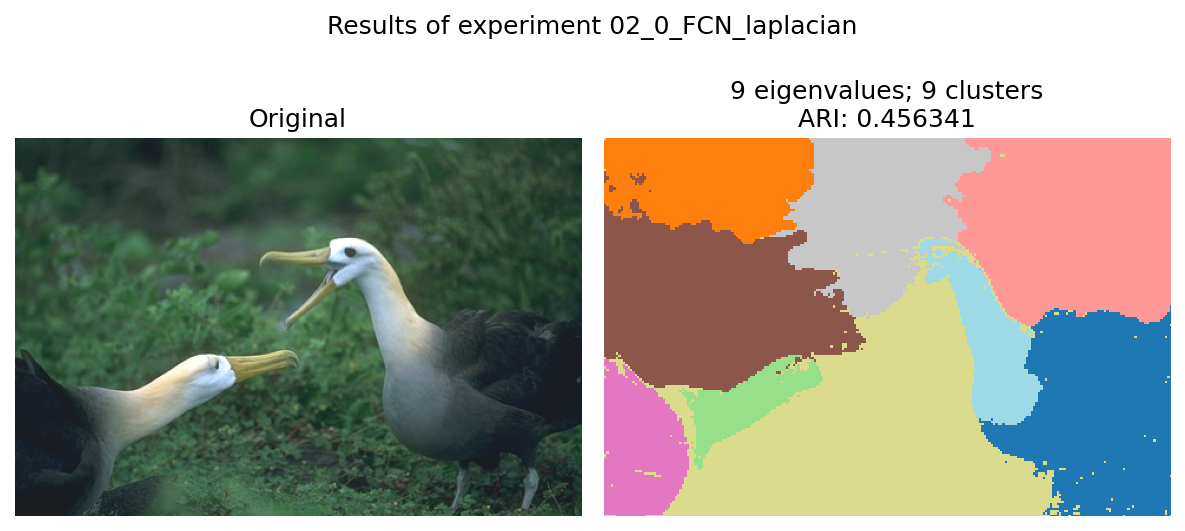 Results of experiment 02_0_FCN_laplacian
Original
9 eigenvalues; 9 clusters
ARI: 0.456341